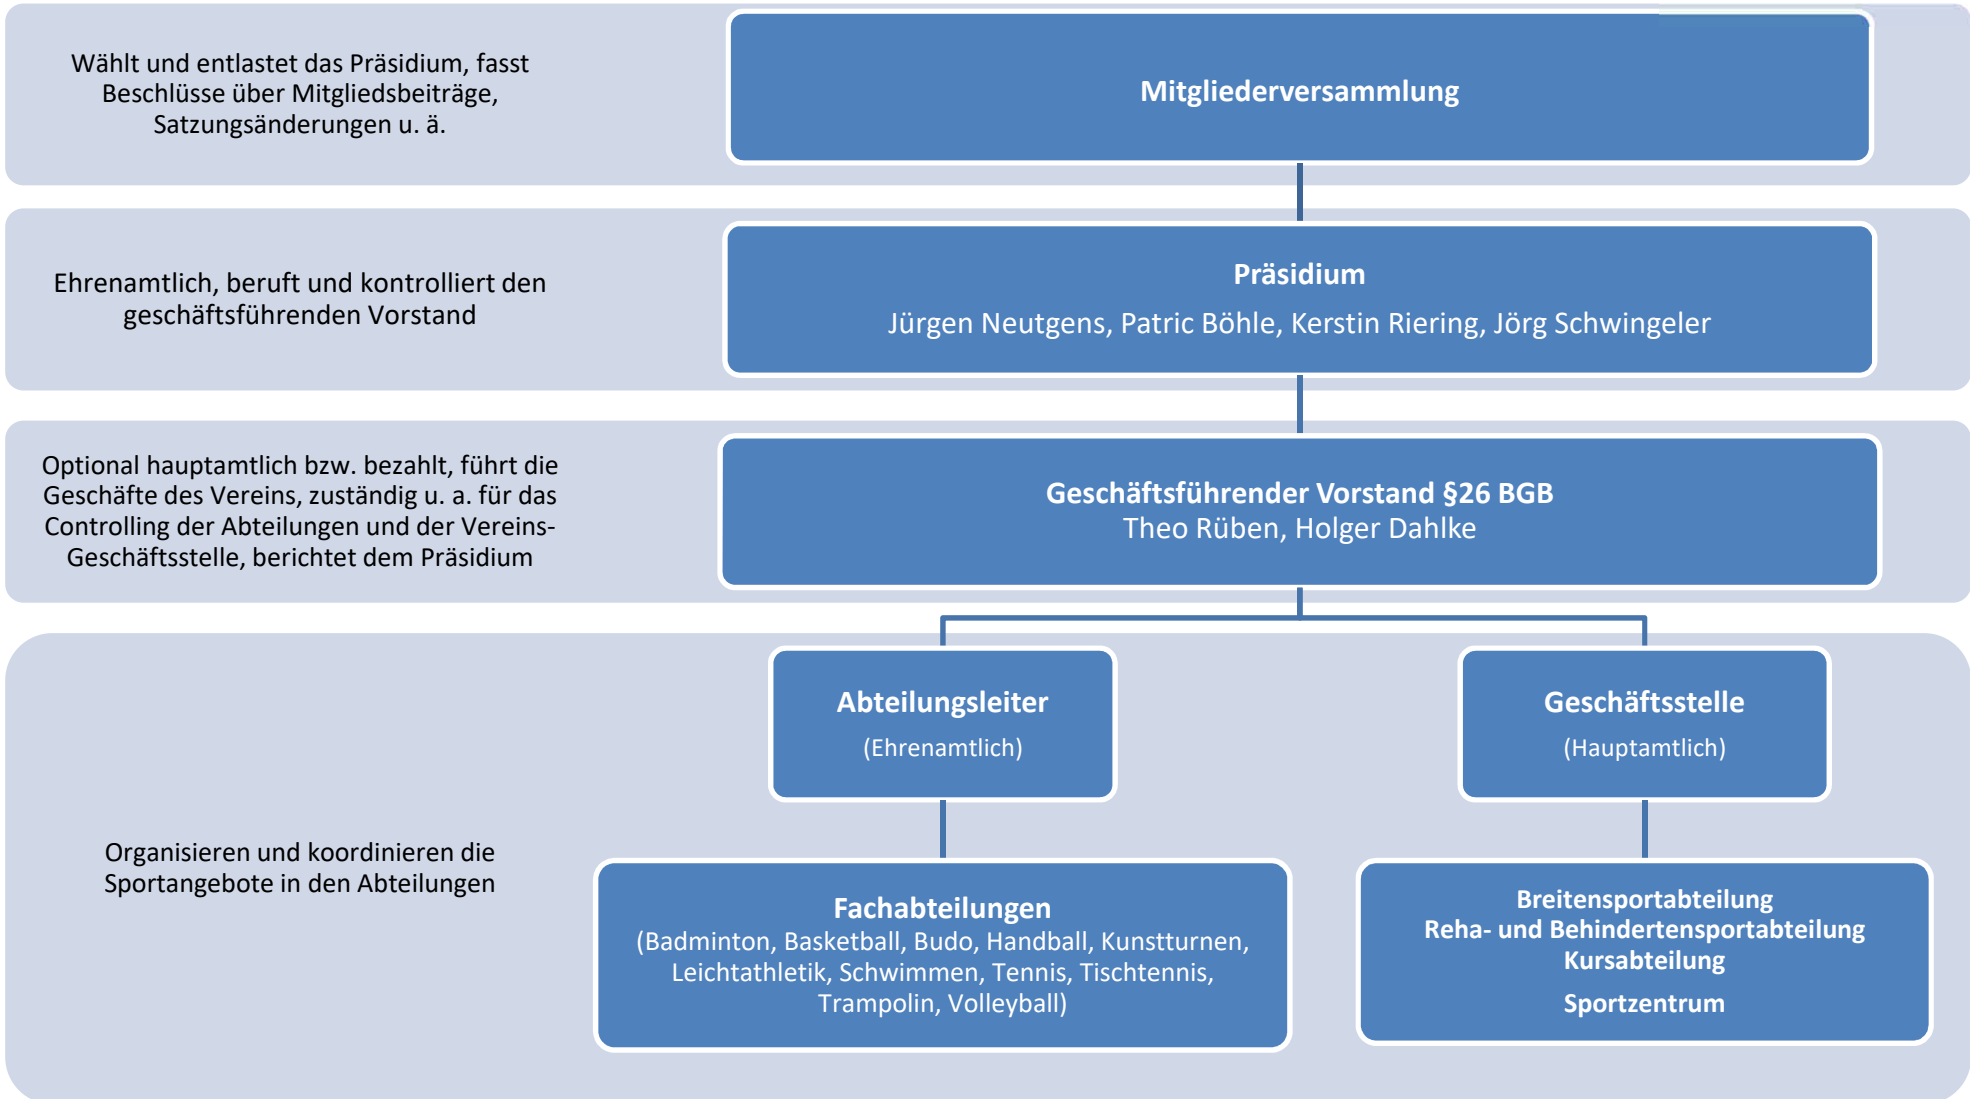 Wählt und entlastet das Präsidium, fasst
Beschlüsse über Mitgliedsbeiträge,
Satzungsänderungen u. ä.
Mitgliederversammlung
Ehrenamtlich, beruft und kontrolliert den
geschäftsführenden Vorstand
Präsidium
Jürgen Neutgens, Patric Böhle, Kerstin Riering, Jörg Schwingeler
Optional hauptamtlich bzw. bezahlt, führt die
Geschäfte des Vereins, zuständig u. a. für das
Controlling der Abteilungen und der Vereins-
Geschäftsstelle, berichtet dem Präsidium
Geschäftsführender Vorstand §26 BGB
Theo Rüben, Holger Dahlke
Organisieren und koordinieren die
Sportangebote in den Abteilungen
Abteilungsleiter
(Ehrenamtlich)
Geschäftsstelle
(Hauptamtlich)
Fachabteilungen
(Badminton, Basketball, Budo, Handball, Kunstturnen,
Leichtathletik, Schwimmen, Tennis, Tischtennis,
Trampolin, Volleyball)
Breitensportabteilung
Reha- und Behindertensportabteilung
Kursabteilung
Sportzentrum